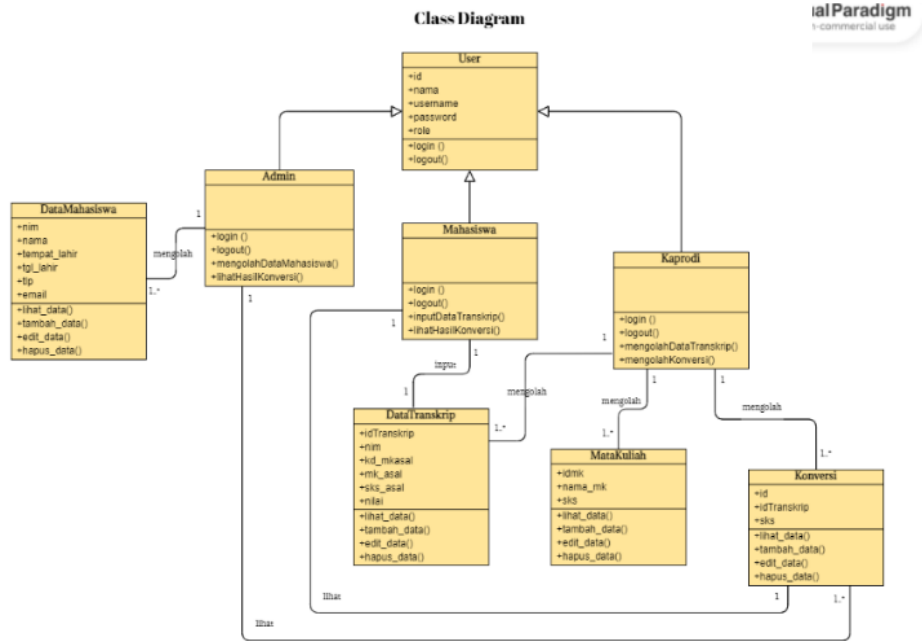 Class Diagram
ual Paradigm
n-commercial use
User
+id
+nama
+username
+password
+role
+login ()
+logout()
Admin
+login ()
+logout()
+mengolahDataMahasiswa()
+lihatHasilKonversi()
DataMahasiswa
+nim
+nama
+tempat_lahir
+tgl_lahir
+tlp
+email
+lihat_data()
+tambah_data()
+edit_data()
+hapus_data()
1
mengolah
1..*
Mahasiswa
+login ()
+logout()
+inputDataTranskrip()
+lihatHasilKonversi()
Kaprodi
+login ()
+logout()
+mengolahDataTranskrip()
+mengolahKonversi()
1
1
1
input
1
1
mengolah
1..*
1
mengolah
1..*
1
mengolah
1..*
DataTranskrip
+idTranskrip
+nim
+kd_mkasal
+mk_asal
+sks_asal
+nilai
+lihat_data()
+tambah_data()
+edit_data()
+hapus_data()
MataKuliah
+idmk
+nama_mk
+sks
+lihat_data()
+tambah_data()
+edit_data()
+hapus_data()
Konversi
+id
+idTranskrip
+sks
+lihat_data()
+tambah_data()
+edit_data()
+hapus_data()
lihat
1
1..*
lihat